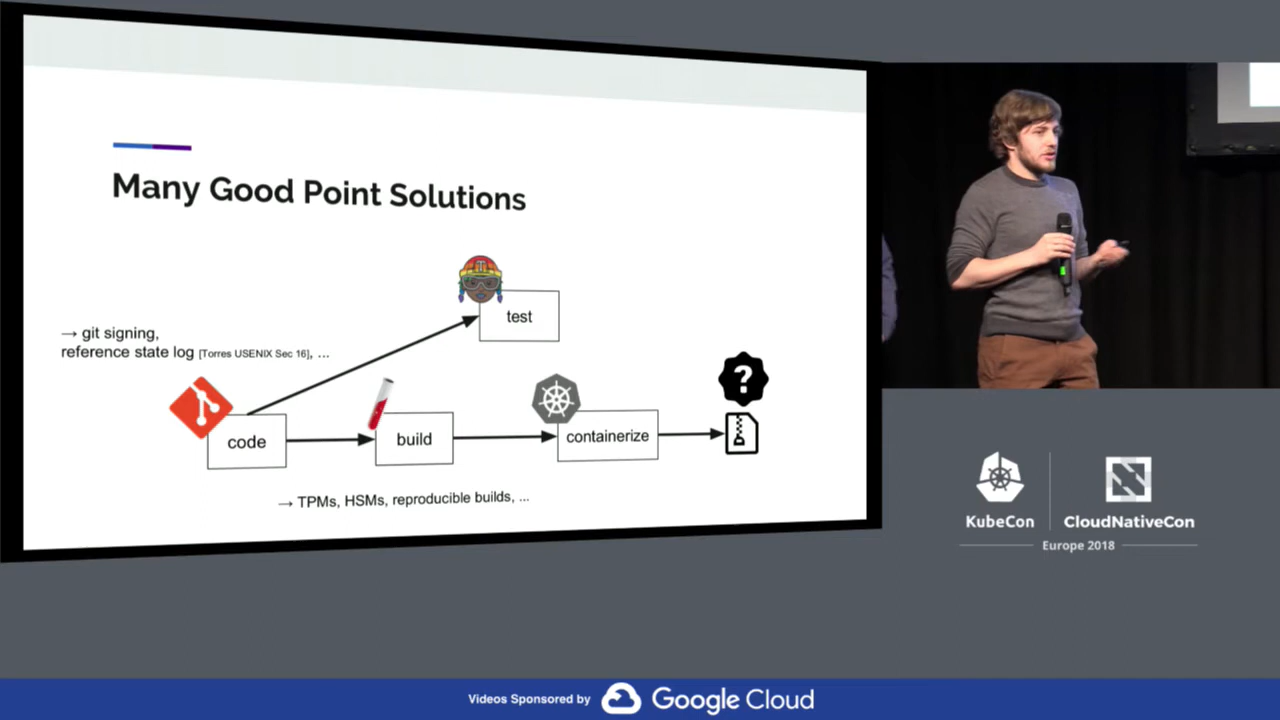 Many Good Point Solutions
→ git signing,
reference state log [Torres USENIX Sec 16], ...
test
code
build
containerize
?
→ TPMs, HSMs, reproducible builds, ...
KubeCon
CloudNativeCon
Europe 2018
Videos Sponsored by Google Cloud